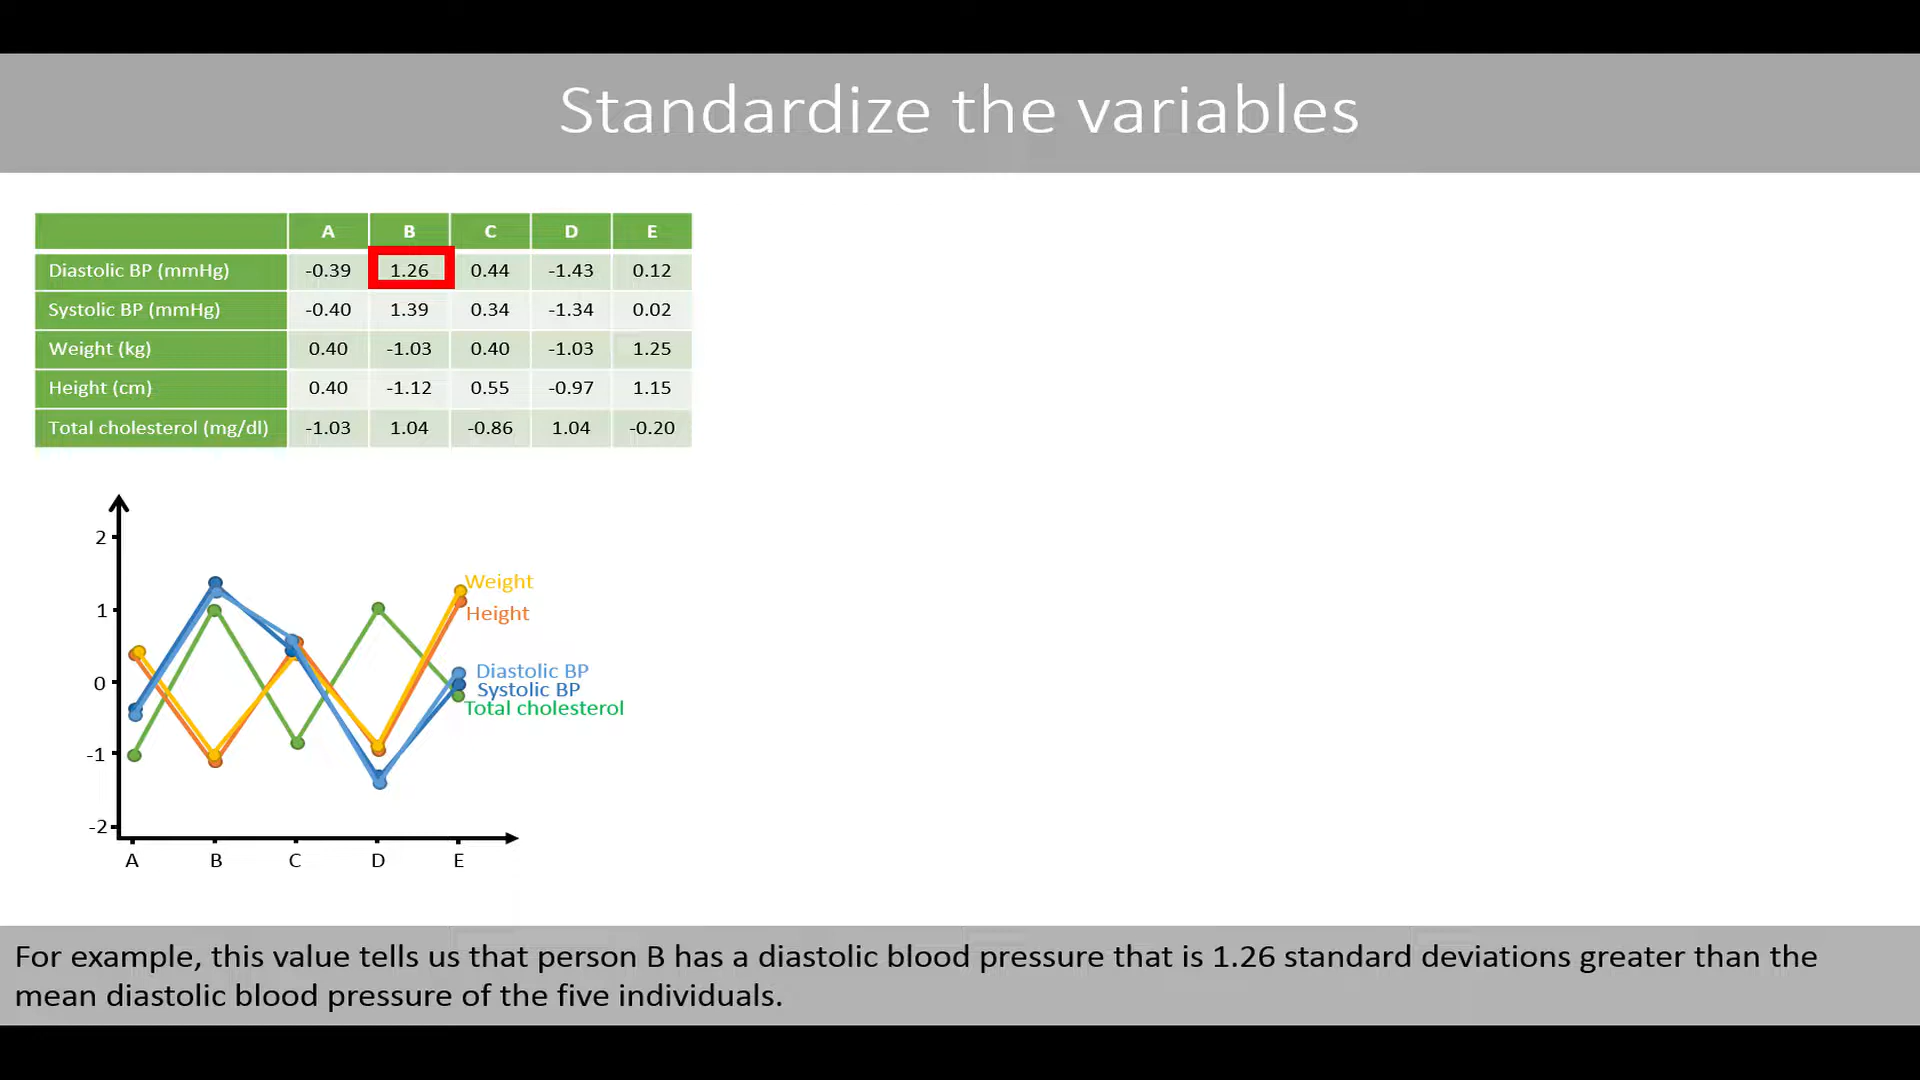 Standardize the variables
A B C D E
Diastolic BP (mmHg) -0.39 1.26 0.44 -1.43 0.12
Systolic BP (mmHg) -0.40 1.39 0.34 -1.34 0.02
Weight (kg) 0.40 -1.03 0.40 -1.03 1.25
Height (cm) 0.40 -1.12 0.55 -0.97 1.15
Total cholesterol (mg/dl) -1.03 1.04 -0.86 1.04 -0.20
2
1
0
-1
-2
Weight
Height
Diastolic BP
Systolic BP
Total cholesterol
A B C D E
For example, this value tells us that person B has a diastolic blood pressure that is 1.26 standard deviations greater than the
mean diastolic blood pressure of the five individuals.